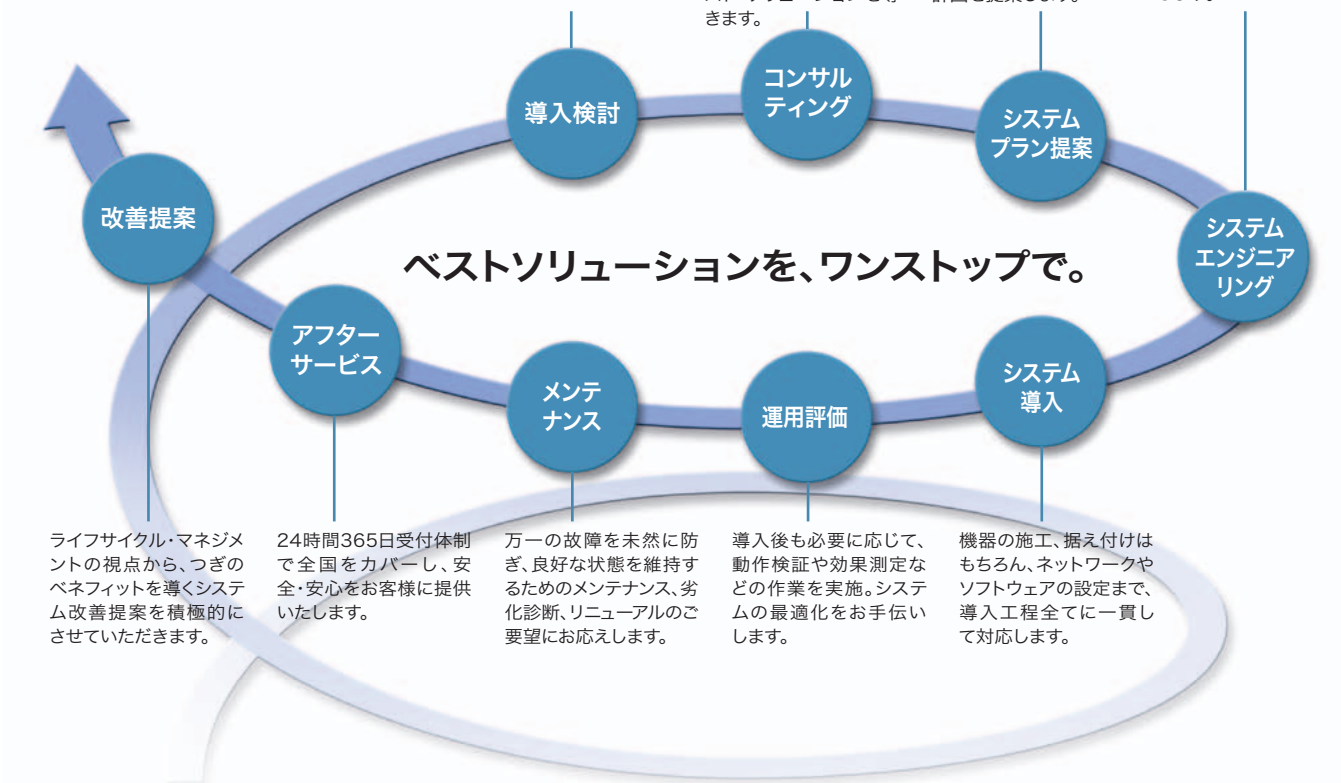 きます。
導入検討
コンサル
ティング
システム
プラン提案
システム
エンジニア
リング
改善提案
ベストソリューションを、ワンストップで。
アフター
サービス
メンテ
ナンス
運用評価
システム
導入
ライフサイクル・マネジメ
ントの視点から、つぎの
ベネフィットを導くシステ
ム改善提案を積極的に
させていただきます。
24時間365日受付体制
で全国をカバーし、安
全・安心をお客様に提供
いたします。
万一の故障を未然に防
ぎ、良好な状態を維持す
るためのメンテナンス、劣
化診断、リニューアルのご
要望にお応えします。
導入後も必要に応じて、
動作検証や効果測定な
どの作業を実施。システ
ムの最適化をお手伝い
します。
機器の施工、据え付けは
もちろん、ネットワークや
ソフトウェアの設定まで、
導入工程全てに一貫し
て対応します。